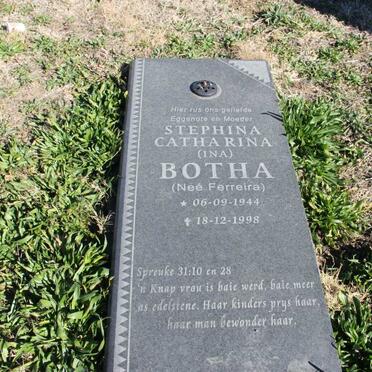 Hier rus ons geliefde
Eggenote en Moeder
STEPHINA
CATHARINA
(INA)
BOTHA
(Neé Ferreira)
* 06-09-1944
✝ 18-12-1998
Spreuke 31:10 en 28
'n Knap vrou is baie werd, baie meer
as edelstene. Haar kinders prys haar,
haar man bewonder haar.